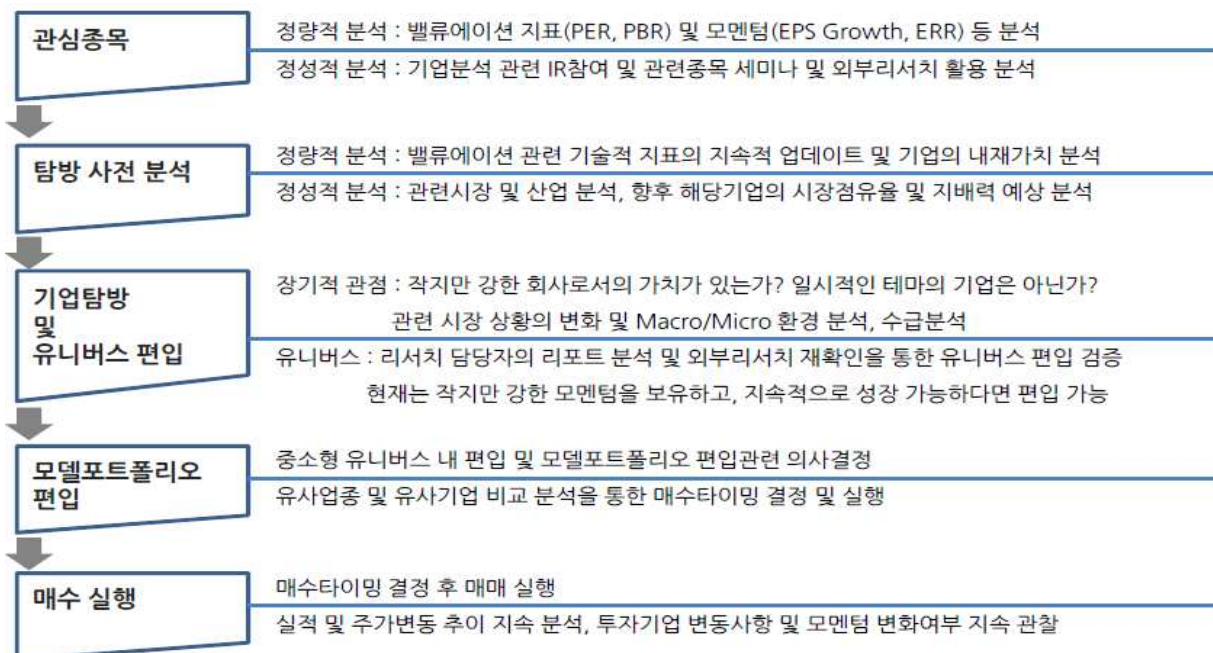 관심종목
정량적 분석 : 밸류에이션 지표(PER, PBR) 및 모멘텀(EPS Growth, ERR) 등 분석
정성적 분석 : 기업분석 관련 IR참여 및 관련종목 세미나 및 외부리서치 활용 분석
탐방 사전 분석
정량적 분석 : 밸류에이션 관련 기술적 지표의 지속적 업데이트 및 기업의 내재가치 분석
정성적 분석 : 관련시장 및 산업 분석, 향후 해당기업의 시장점유율 및 지배력 예상 분석
기업탐방
및
유니버스 편입
장기적 관점 : 작지만 강한 회사로서의 가치가 있는가? 일시적인 테마의 기업은 아닌가?
관련 시장 상황의 변화 및 Macro/Micro 환경 분석, 수급분석
유니버스 : 리서치 담당자의 리포트 분석 및 외부리서치 재확인을 통한 유니버스 편입 검증
현재는 작지만 강한 모멘텀을 보유하고, 지속적으로 성장 가능하다면 편입 가능
모델포트폴리오
편입
중소형 유니버스 내 편입 및 모델포트폴리오 편입관련 의사결정
유사업종 및 유사기업 비교 분석을 통한 매수타이밍 결정 및 실행
매수 실행
매수타이밍 결정 후 매매 실행
실적 및 주가변동 추이 지속 분석, 투자기업 변동사항 및 모멘텀 변화여부 지속 관찰